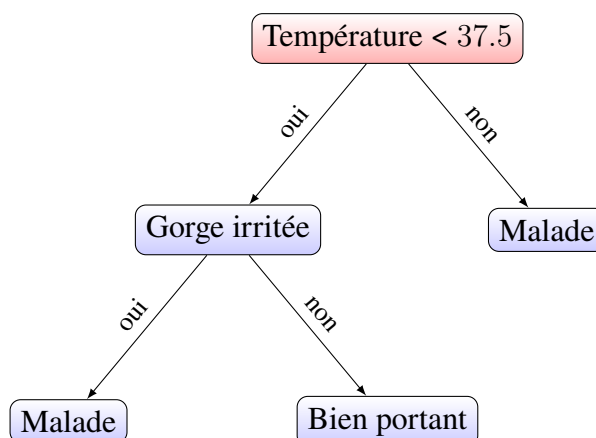 Température < 37.5
oui
non
Gorge irritée
Malade
oui
non
Malade
Bien portant